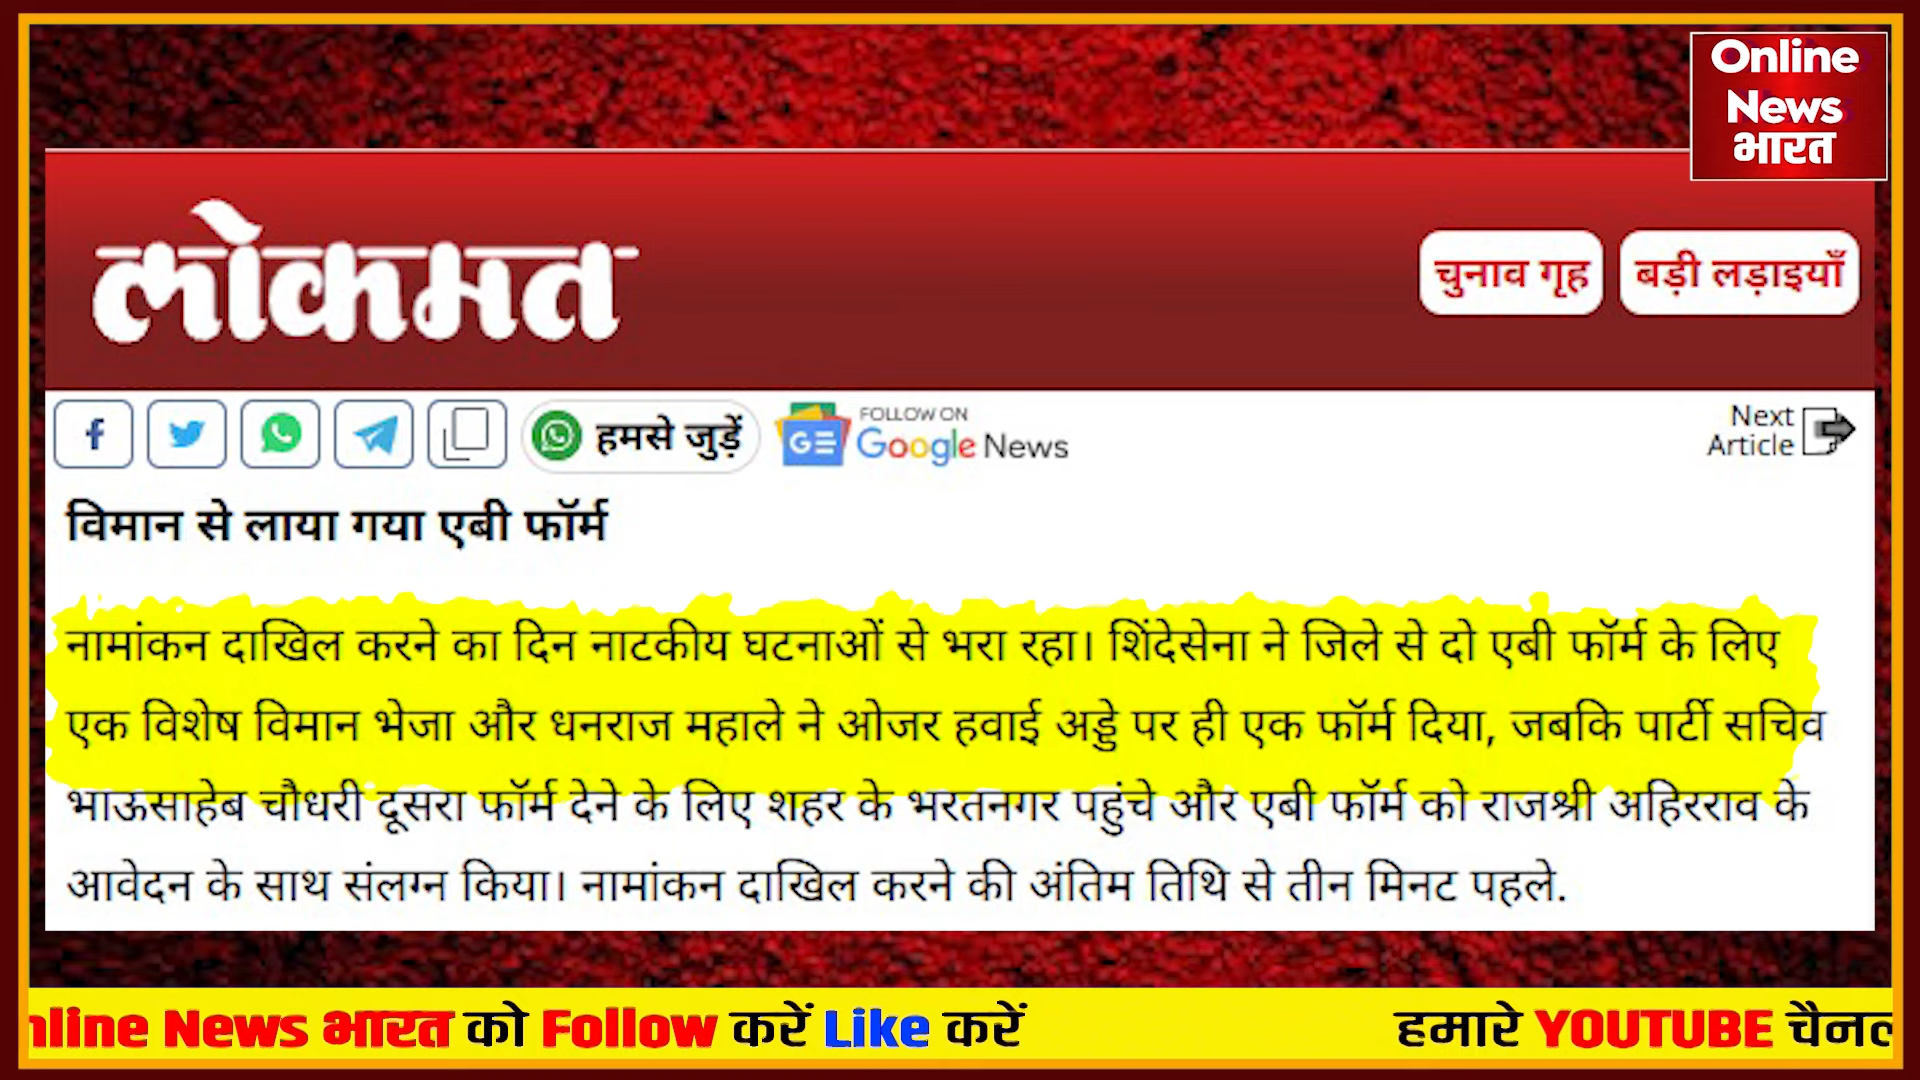 Online
News
भारत
लोकमत
चुनाव गृह
बड़ी लड़ाइयाँ
हमसे जुड़ें
FOLLOW ON
Google News
Next
Article
विमान से लाया गया एबी फॉर्म
नामांकन दाखिल करने का दिन नाटकीय घटनाओं से भरा रहा। शिंदेसेना ने जिले से दो एबी फॉर्म के लिए
एक विशेष विमान भेजा और धनराज महाले ने ओजर हवाई अड्डे पर ही एक फॉर्म दिया, जबकि पार्टी सचिव
भाऊसाहेब चौधरी दूसरा फॉर्म देने के लिए शहर के भरतनगर पहुंचे और एबी फॉर्म को राजश्री अहिरराव के
आवेदन के साथ संलग्न किया। नामांकन दाखिल करने की अंतिम तिथि से तीन मिनट पहले.
nline News भारत को Follow करें Like करें हमारे YOUTUBE चैनल